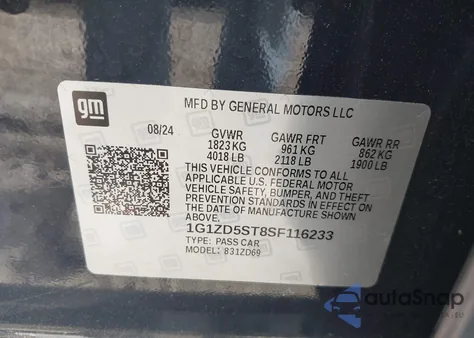 gm
MFD BY GENERAL MOTORS LLC
08/24 GVWR GAWR FRT GAWR RR
1823 KG 961 KG 862 KG
4018 LB 2118 LB 1900 LB
THIS VEHICLE CONFORMS TO ALL
APPLICABLE U.S. FEDERAL MOTOR
VEHICLE SAFETY, BUMPER, AND THEFT
PREVENTION STANDARDS IN EFFECT ON
THE DATE OF MANUFACTURE SHOWN
ABOVE.
1G1ZD5ST8SF116233
TYPE: PASS CAR
MODEL: 831ZD69
autoSnap